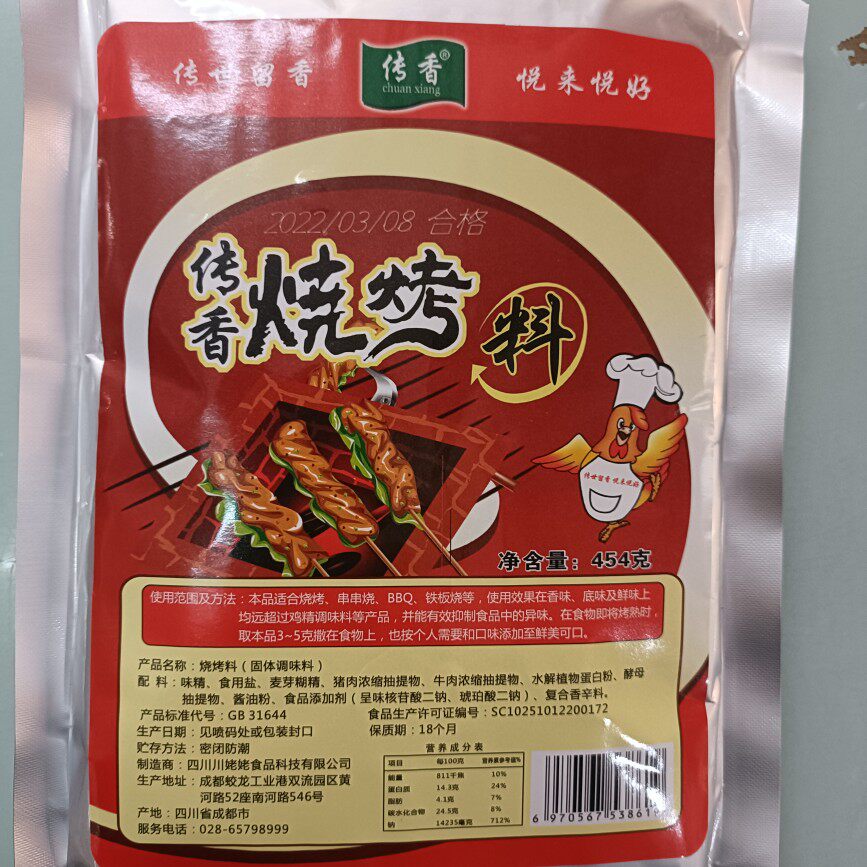 传世留香
传香®
chuan xiang
悦来悦好
2022/03/08 合格
传香
烧烤
料
传世留香 悦来悦好
净含量：454克
使用范围及方法：本品适合烧烤、串串烧、BBQ、铁板烧等，使用效果在香味、底味及鲜味上
均远超过鸡精调味料等产品，并能有效抑制食品中的异味。在食物即将烤熟时，
取本品3~5克撒在食物上，也按个人需要和口味添加至鲜美可口。
产品名称：烧烤料（固体调味料）
配 料：味精、食用盐、麦芽糊精、猪肉浓缩抽提物、牛肉浓缩抽提物、水解植物蛋白粉、酵母
抽提物、酱油粉、食品添加剂（呈味核苷酸二钠、琥珀酸二钠）、复合香辛料。
产品标准代号：GB 31644
食品生产许可证编号：SC10251012200172
生产日期：见喷码处或包装封口
保质期：18个月
贮存方法：密闭防潮
制造商：四川川姥姥食品科技有限公司
生产地址：成都蛟龙工业港双流园区黄
河路52座南河路546号
产地：四川省成都市
服务电话：028-65798999
营养成分表
项目 每100克 营养素参考值%
能量 811千焦 10%
蛋白质 14.3克 24%
脂肪 4.1克 7%
碳水化合物 24.5克 8%
钠 14235毫克 712%
6 970567 538619